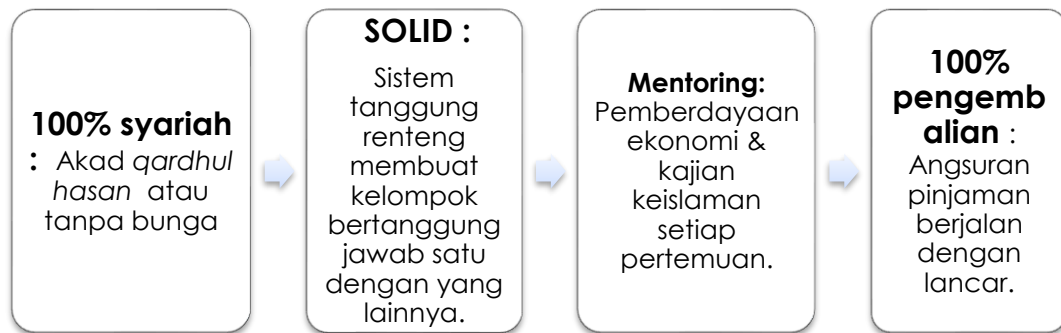 100% syariah
: Akad qardhul
hasan atau
tanpa bunga
SOLID :
Sistem
tanggung
renteng
membuat
kelompok
bertanggung
jawab satu
dengan yang
lainnya.
Mentoring:
Pemberdayaan
ekonomi &
kajian
keislaman
setiap
pertemuan.
100%
pengemb
alian :
Angsuran
pinjaman
berjalan
dengan
lancar.